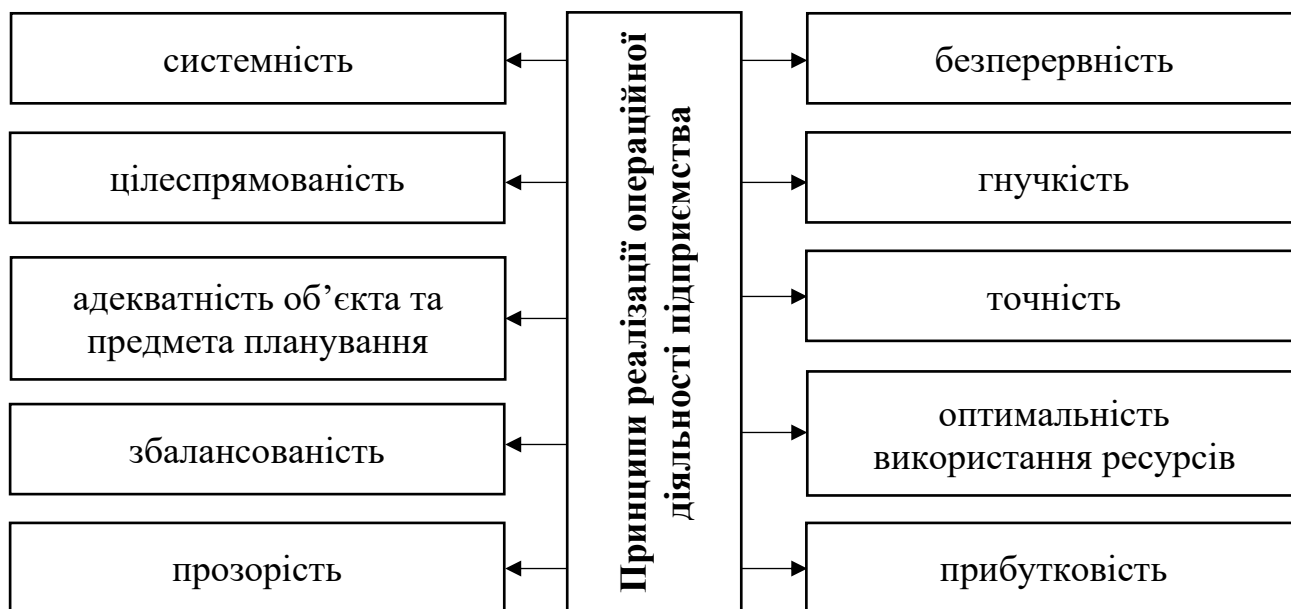 системність
цілеспрямованість
адекватність об’єкта та
предмета планування
збалансованість
прозорість
Принципи реалізації операційної
діяльності підприємства
безперервність
гнучкість
точність
оптимальність
використання ресурсів
прибутковість